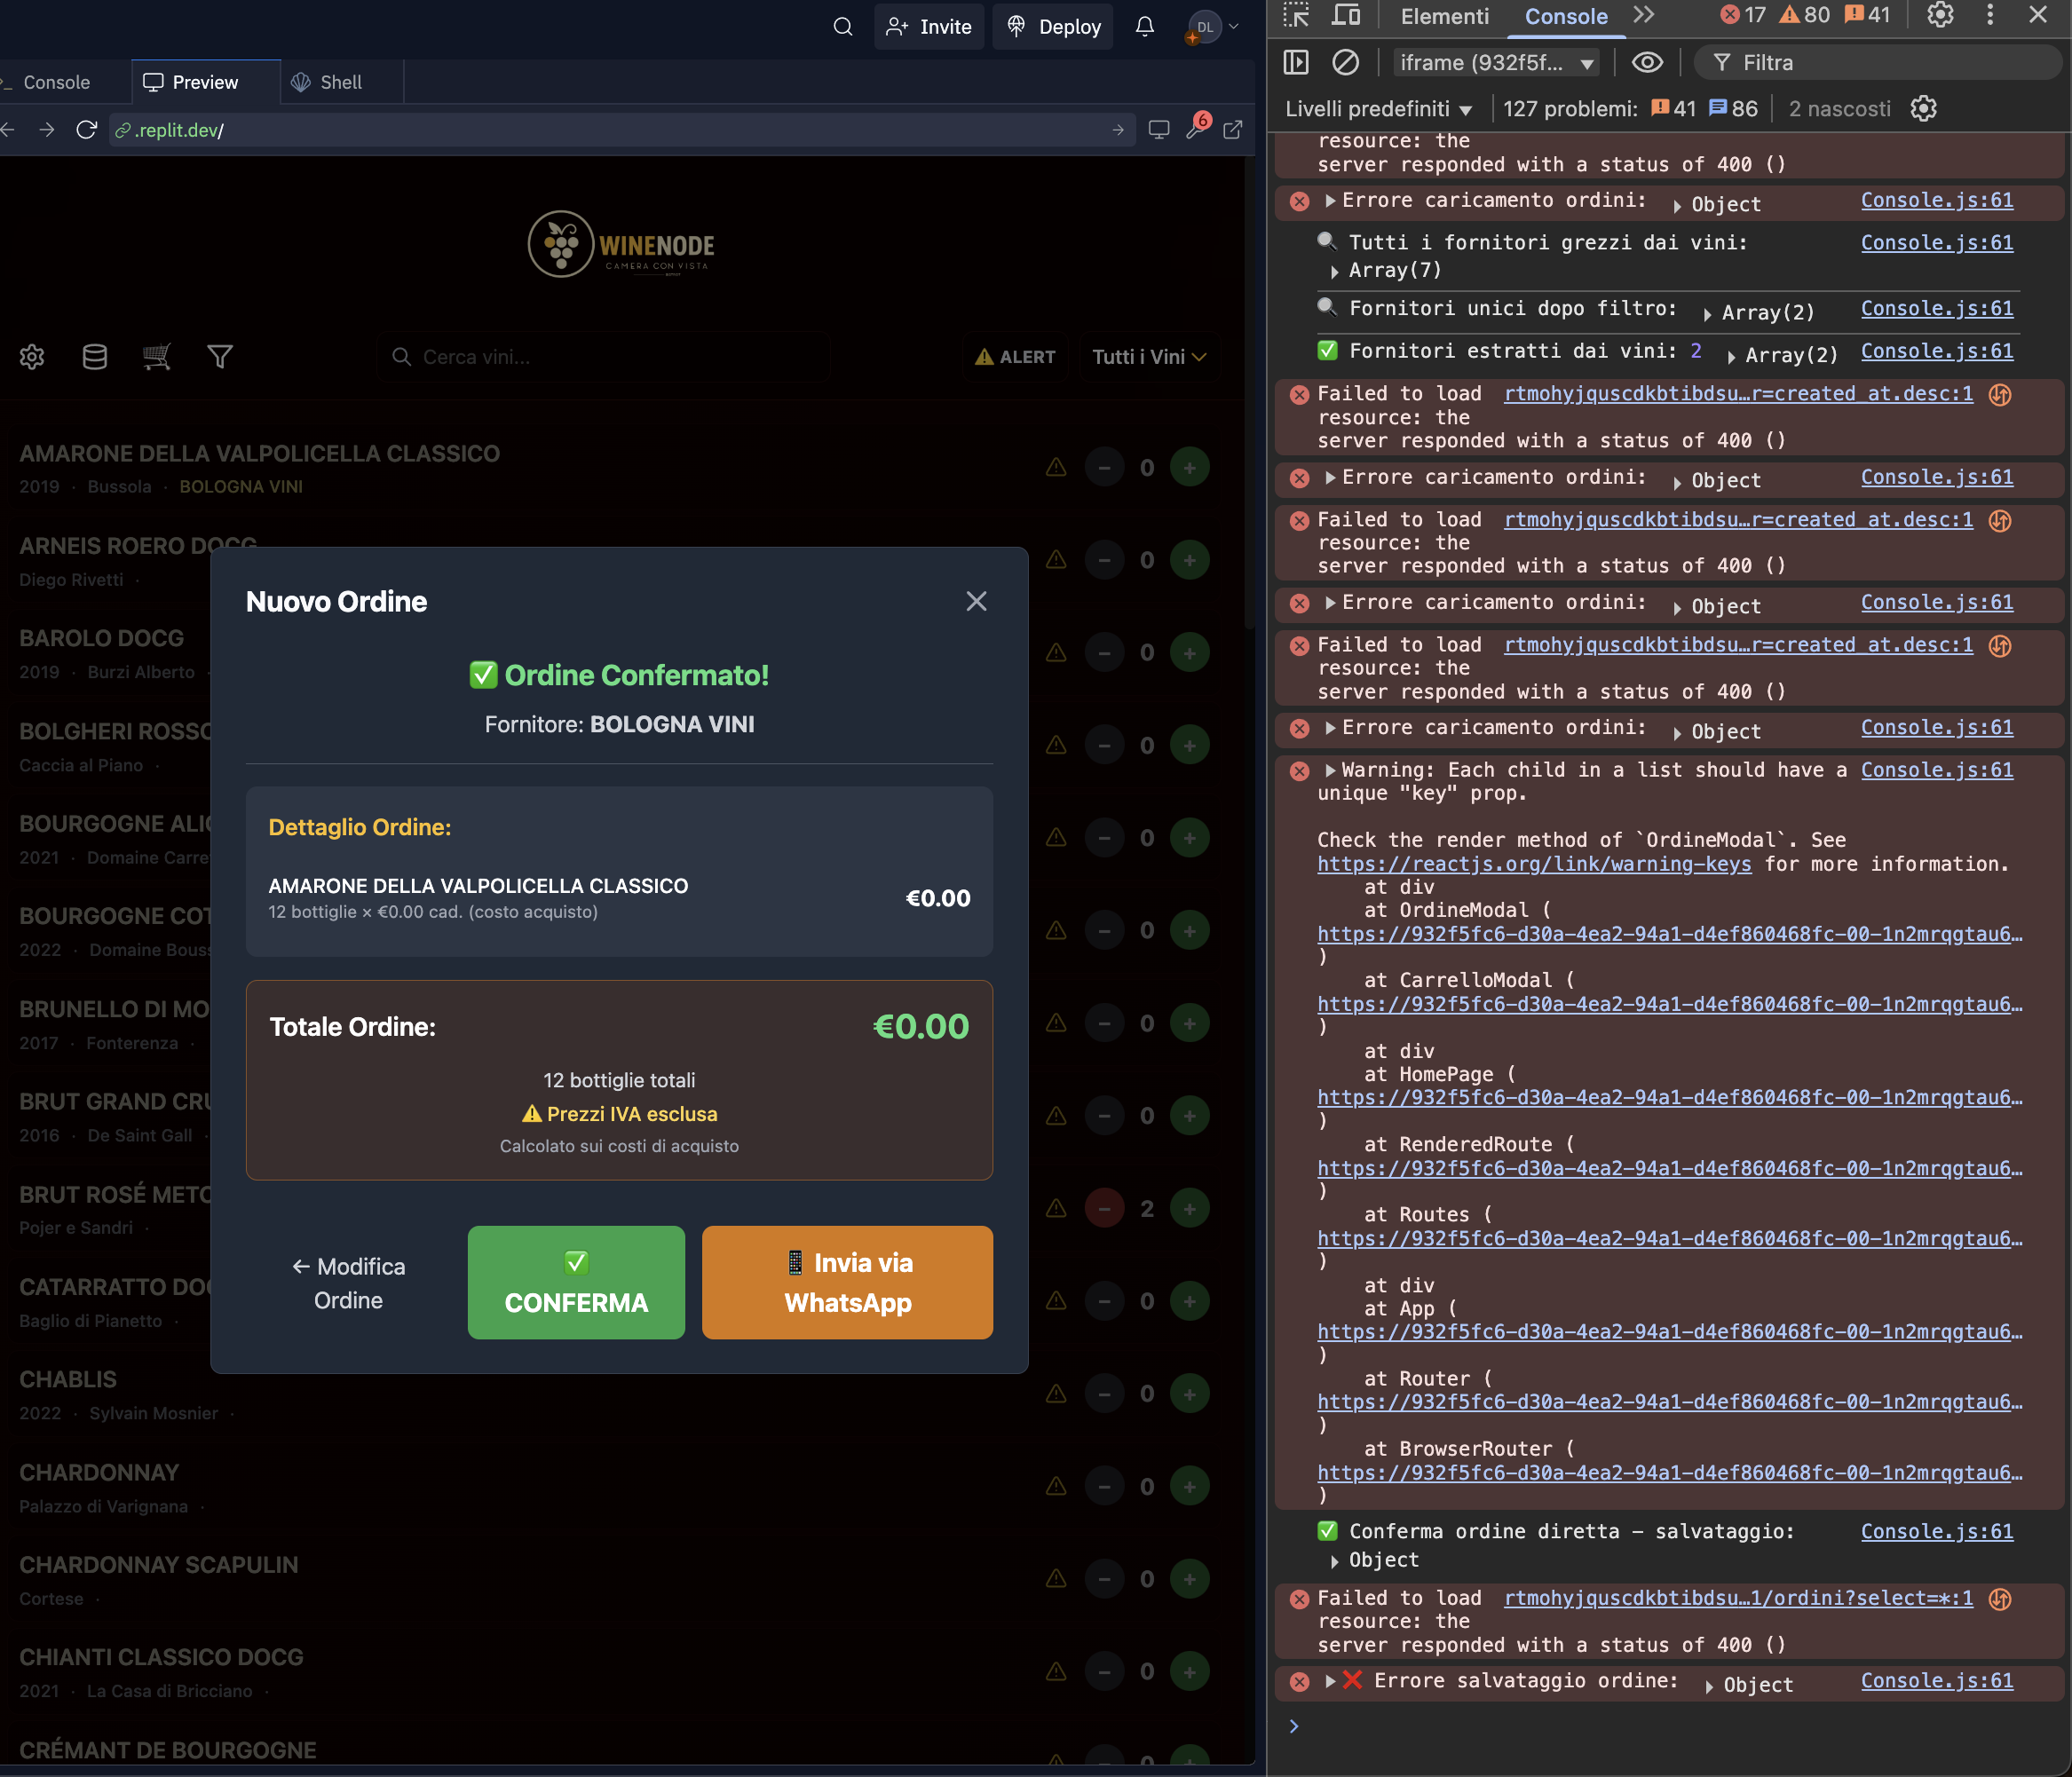 Invite
Deploy
DL
Console
Preview
Shell
.replit.dev/
6
WINENODE
CAMERA CON VISTA
Cerca vini...
ALERT
Tutti i Vini
AMARONE DELLA VALPOLICELLA CLASSICO
2019 · Bussola · BOLOGNA VINI
0
ARNEIS ROERO DOCG
Diego Rivetti ·
0
BAROLO DOCG
2019 · Burzi Alberto ·
0
BOLGHERI ROSSO
Caccia al Piano ·
0
BOURGOGNE ALIG
2021 · Domaine Carre
0
BOURGOGNE COT
2022 · Domaine Bouss
0
BRUNELLO DI MO
2017 · Fonterenza ·
0
BRUT GRAND CRU
2016 · De Saint Gall ·
0
BRUT ROSÉ METO
Pojer e Sandri ·
2
CATARRATTO DOC
Baglio di Pianetto ·
0
CHABLIS
2022 · Sylvain Mosnier ·
0
CHARDONNAY
Palazzo di Varignana ·
0
CHARDONNAY SCAPULIN
Cortese ·
0
CHIANTI CLASSICO DOCG
2021 · La Casa di Bricciano ·
0
CRÉMANT DE BOURGOGNE
0
Nuovo Ordine
✅ Ordine Confermato!
Fornitore: BOLOGNA VINI
Dettaglio Ordine:
AMARONE DELLA VALPOLICELLA CLASSICO
12 bottiglie × €0.00 cad. (costo acquisto)
€0.00
Totale Ordine:
€0.00
12 bottiglie totali
⚠️ Prezzi IVA esclusa
Calcolato sui costi di acquisto
← Modifica
Ordine
✅
CONFERMA
📱 Invia via
WhatsApp
Elementi
Console
17
80
41
iframe (932f5f... ▼
Filtra
Livelli predefiniti ▼
127 problemi: 41 86
2 nascosti
resource: the
server responded with a status of 400 ()
Errore caricamento ordini: ▸ Object Console.js:61
🔍 Tutti i fornitori grezzi dai vini: Console.js:61
▸ Array(7)
🔍 Fornitori unici dopo filtro: ▸ Array(2) Console.js:61
✅ Fornitori estratti dai vini: 2 ▸ Array(2) Console.js:61
Failed to load rtmohyjquscdkbtibdsu…r=created_at.desc:1
resource: the
server responded with a status of 400 ()
Errore caricamento ordini: ▸ Object Console.js:61
Failed to load rtmohyjquscdkbtibdsu…r=created_at.desc:1
resource: the
server responded with a status of 400 ()
Errore caricamento ordini: ▸ Object Console.js:61
Failed to load rtmohyjquscdkbtibdsu…r=created_at.desc:1
resource: the
server responded with a status of 400 ()
Errore caricamento ordini: ▸ Object Console.js:61
Warning: Each child in a list should have a Console.js:61
unique "key" prop.
Check the render method of `OrdineModal`. See
https://reactjs.org/link/warning-keys for more information.
at div
at OrdineModal (
https://932f5fc6-d30a-4ea2-94a1-d4ef860468fc-00-1n2mrqgtau6…
)
at CarrelloModal (
https://932f5fc6-d30a-4ea2-94a1-d4ef860468fc-00-1n2mrqgtau6…
)
at div
at HomePage (
https://932f5fc6-d30a-4ea2-94a1-d4ef860468fc-00-1n2mrqgtau6…
)
at RenderedRoute (
https://932f5fc6-d30a-4ea2-94a1-d4ef860468fc-00-1n2mrqgtau6…
)
at Routes (
https://932f5fc6-d30a-4ea2-94a1-d4ef860468fc-00-1n2mrqgtau6…
)
at div
at App (
https://932f5fc6-d30a-4ea2-94a1-d4ef860468fc-00-1n2mrqgtau6…
)
at Router (
https://932f5fc6-d30a-4ea2-94a1-d4ef860468fc-00-1n2mrqgtau6…
)
at BrowserRouter (
https://932f5fc6-d30a-4ea2-94a1-d4ef860468fc-00-1n2mrqgtau6…
)
✅ Conferma ordine diretta - salvataggio: Console.js:61
▸ Object
Failed to load rtmohyjquscdkbtibdsu…1/ordini?select=*:1
resource: the
server responded with a status of 400 ()
❌ Errore salvataggio ordine: ▸ Object Console.js:61